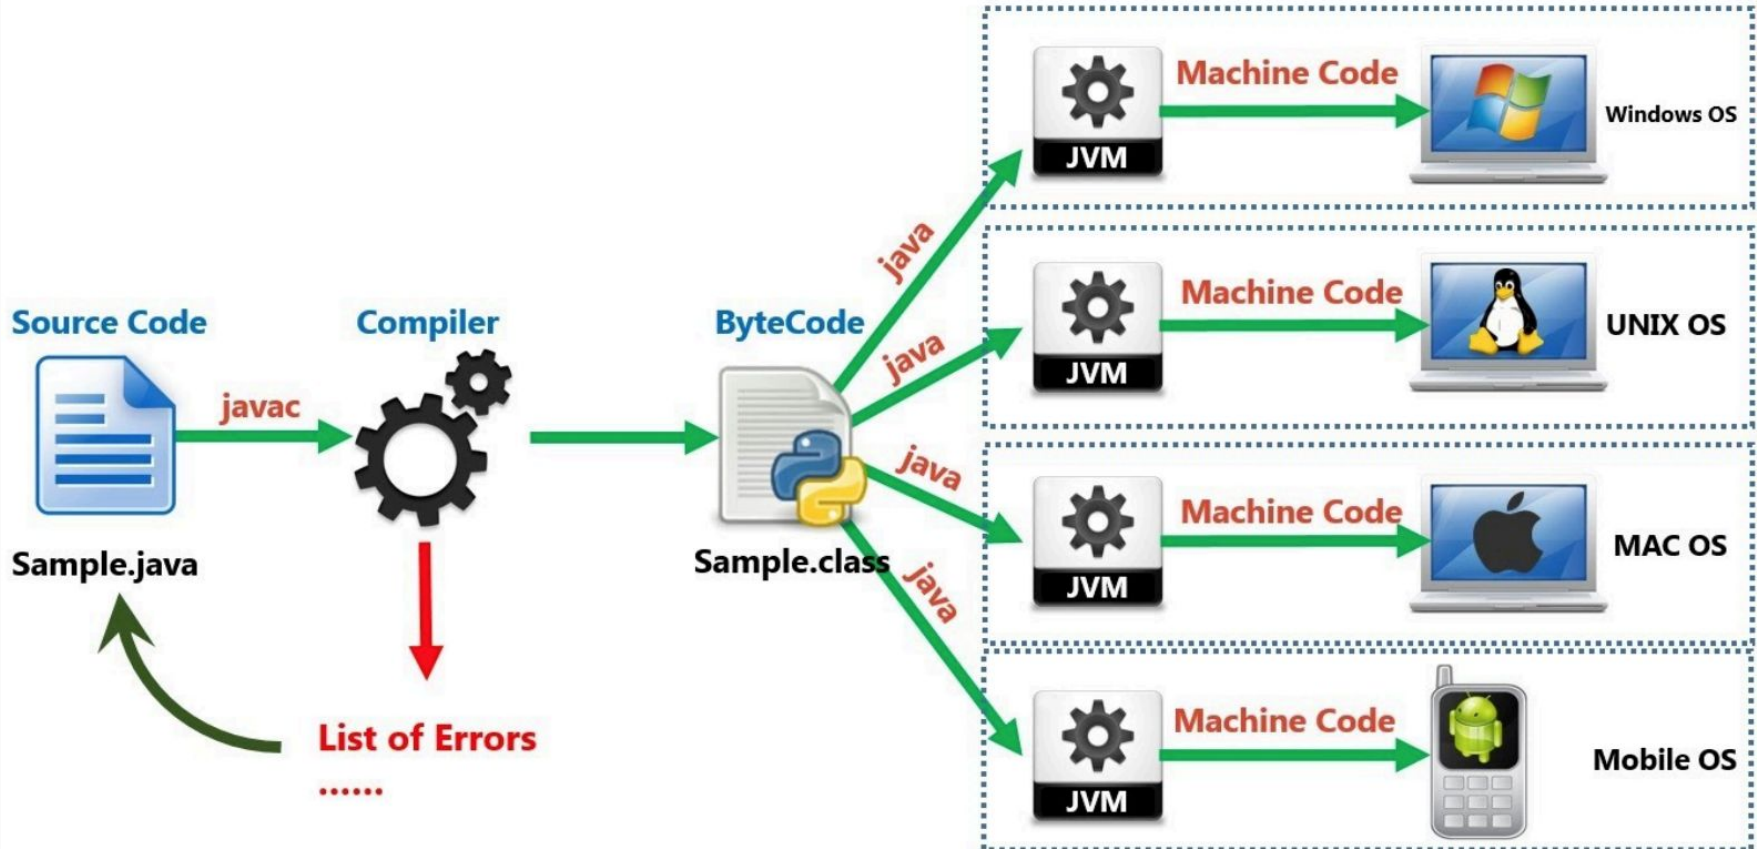 Source Code
javac
Sample.java
Compiler
List of Errors
......
ByteCode
Sample.class
java
JVM
Machine Code
Windows OS
java
JVM
Machine Code
UNIX OS
java
JVM
Machine Code
MAC OS
java
JVM
Machine Code
Mobile OS